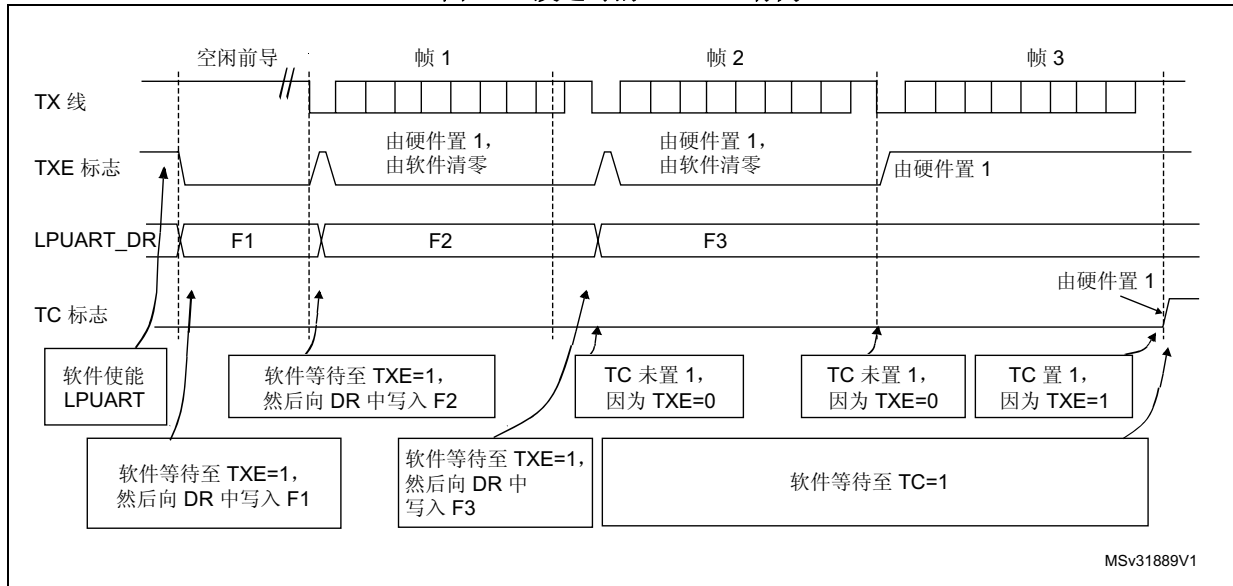 空闲前导
帧 1
帧 2
帧 3
TX 线
由硬件置 1，
由软件清零
由硬件置 1，
由软件清零
TXE 标志
由硬件置 1
LPUART_DR
F1
F2
F3
由硬件置 1
TC 标志
软件使能
LPUART
软件等待至 TXE=1，
然后向 DR 中写入 F2
TC 未置 1，
因为 TXE=0
TC 未置 1，
因为 TXE=0
TC 置 1，
因为 TXE=1
软件等待至 TXE=1，
然后向 DR 中写入 F1
软件等待至 TXE=1，
然后向 DR 中
写入 F3
软件等待至 TC=1
MSv31889V1